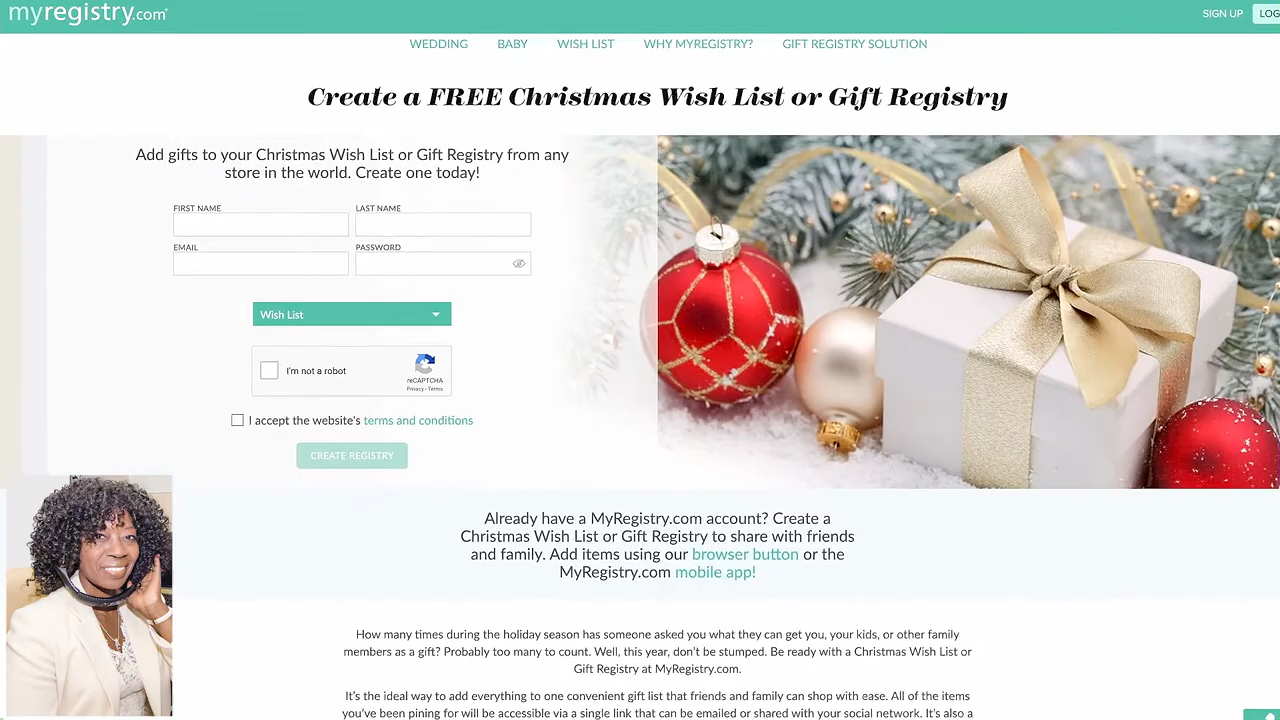 myregistry.com
SIGN UP
LOG
WEDDING BABY WISH LIST WHY MYREGISTRY? GIFT REGISTRY SOLUTION
Create a FREE Christmas Wish List or Gift Registry
Add gifts to your Christmas Wish List or Gift Registry from any
store in the world. Create one today!
FIRST NAME LAST NAME
EMAIL PASSWORD
Wish List
I'm not a robot
reCAPTCHA
Privacy - Terms
I accept the website's terms and conditions
CREATE REGISTRY
Already have a MyRegistry.com account? Create a
Christmas Wish List or Gift Registry to share with friends
and family. Add items using our browser button or the
MyRegistry.com mobile app!
How many times during the holiday season has someone asked you what they can get you, your kids, or other family
members as a gift? Probably too many to count. Well, this year, don't be stumped. Be ready with a Christmas Wish List or
Gift Registry at MyRegistry.com.
It's the ideal way to add everything to one convenient gift list that friends and family can shop with ease. All of the items
you've been pining for will be accessible via a single link that can be emailed or shared with your social network. It's also a